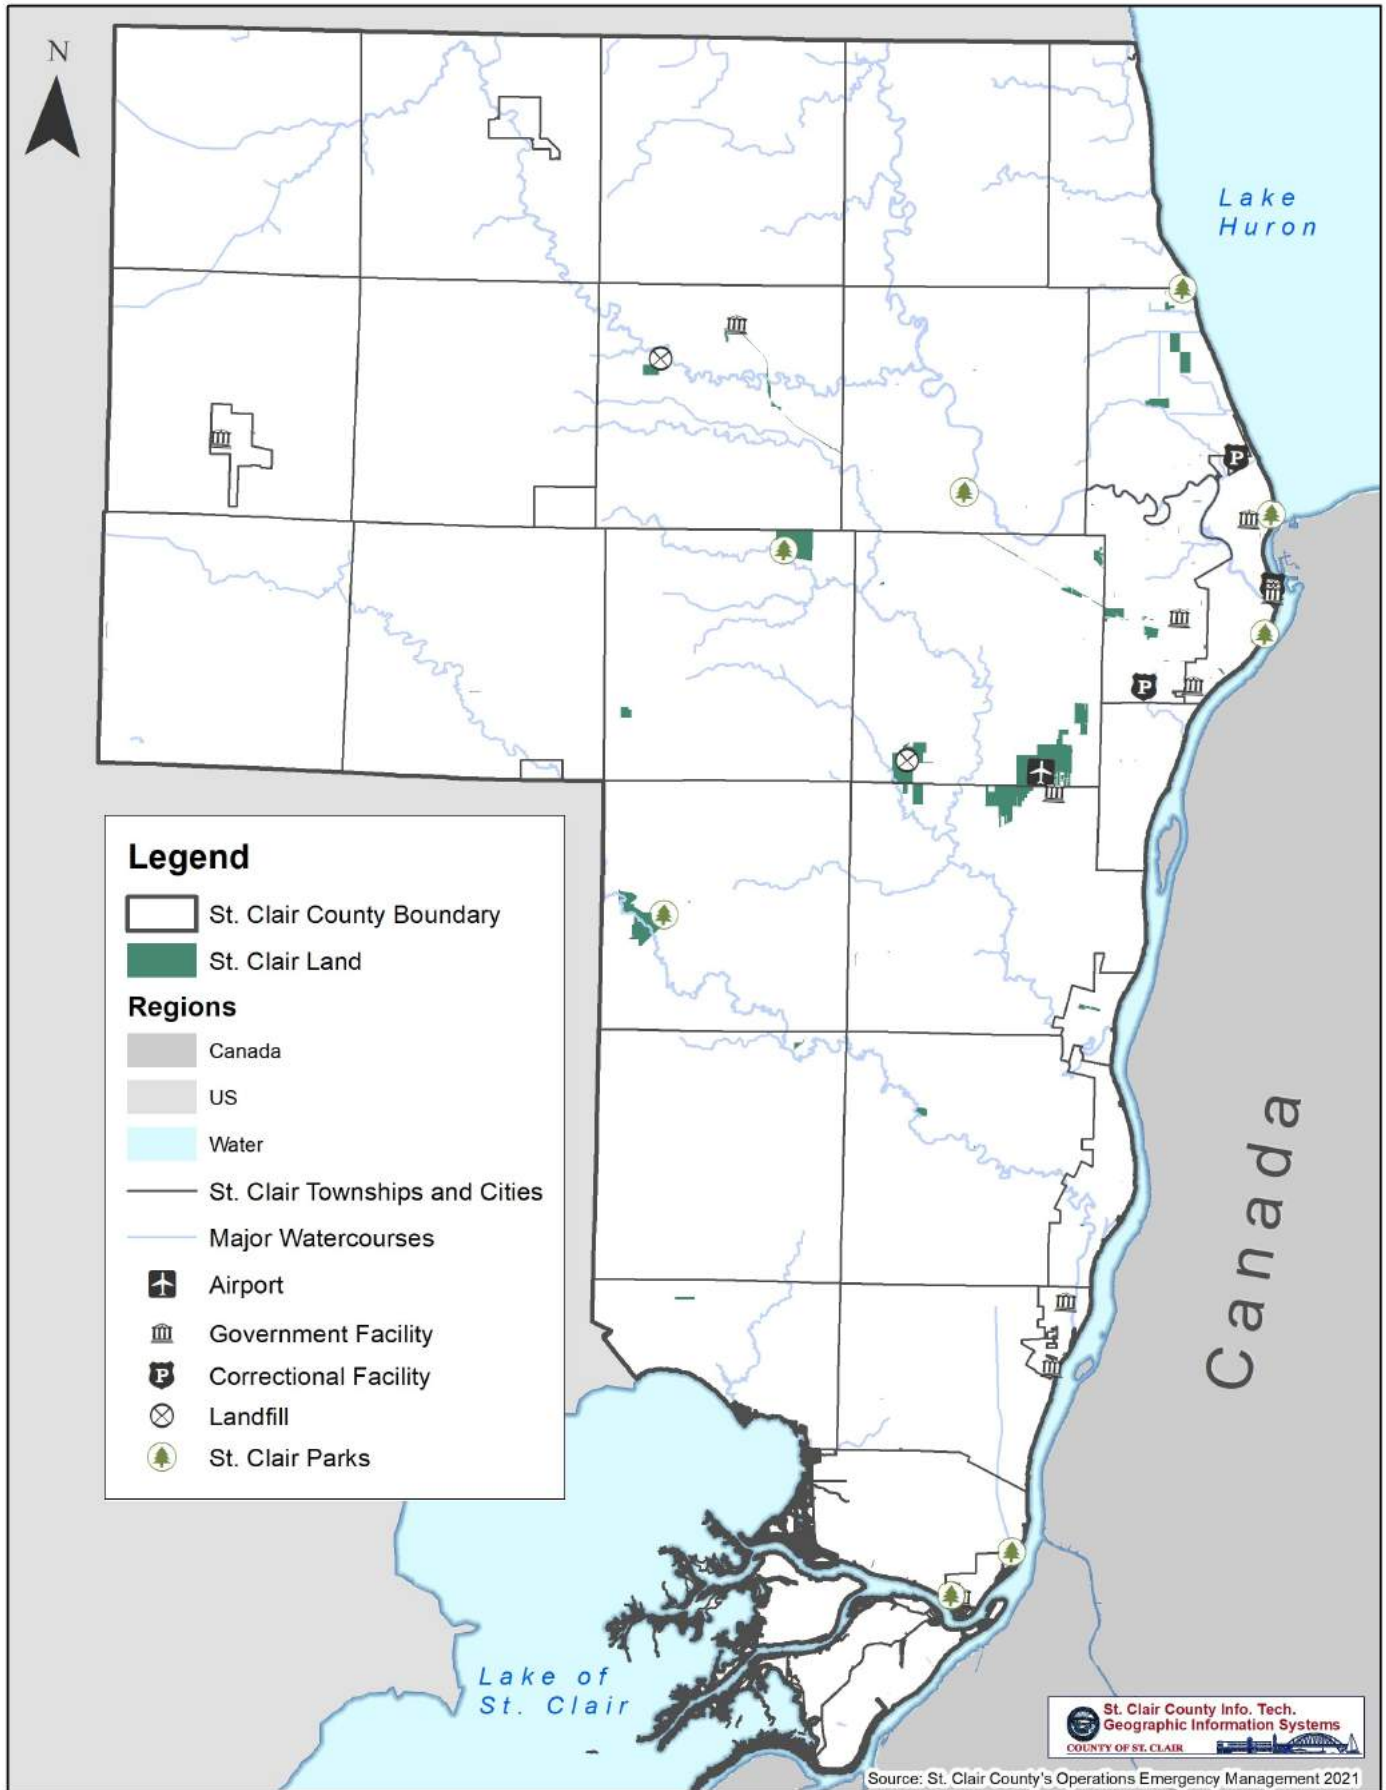 N
Lake
Huron
P
P
Legend
St. Clair County Boundary
St. Clair Land
Regions
Canada
US
Water
St. Clair Townships and Cities
Major Watercourses
Airport
Government Facility
P
Correctional Facility
Landfill
St. Clair Parks
Canada
Lake of
St. Clair
St. Clair County Info. Tech.
Geographic Information Systems
COUNTY OF ST. CLAIR
Source: St. Clair County's Operations Emergency Management 2021